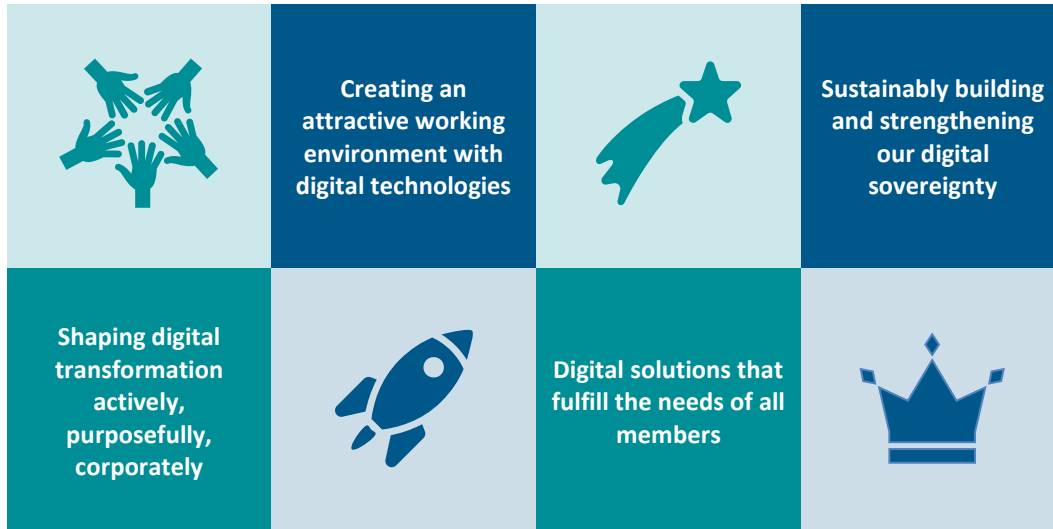 Creating an
attractive working
environment with
digital technologies
Sustainably building
and strengthening
our digital
sovereignty
Shaping digital
transformation
actively,
purposefully,
corporately
Digital solutions that
fulfill the needs of all
members